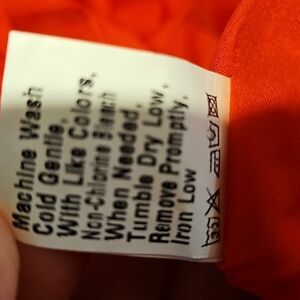 Machine Wash
Cold Gentle,
With Like Colors,
Non-Chlorine Bleach
When Needed,
Tumble Dry Low,
Remove Promptly,
Iron Low